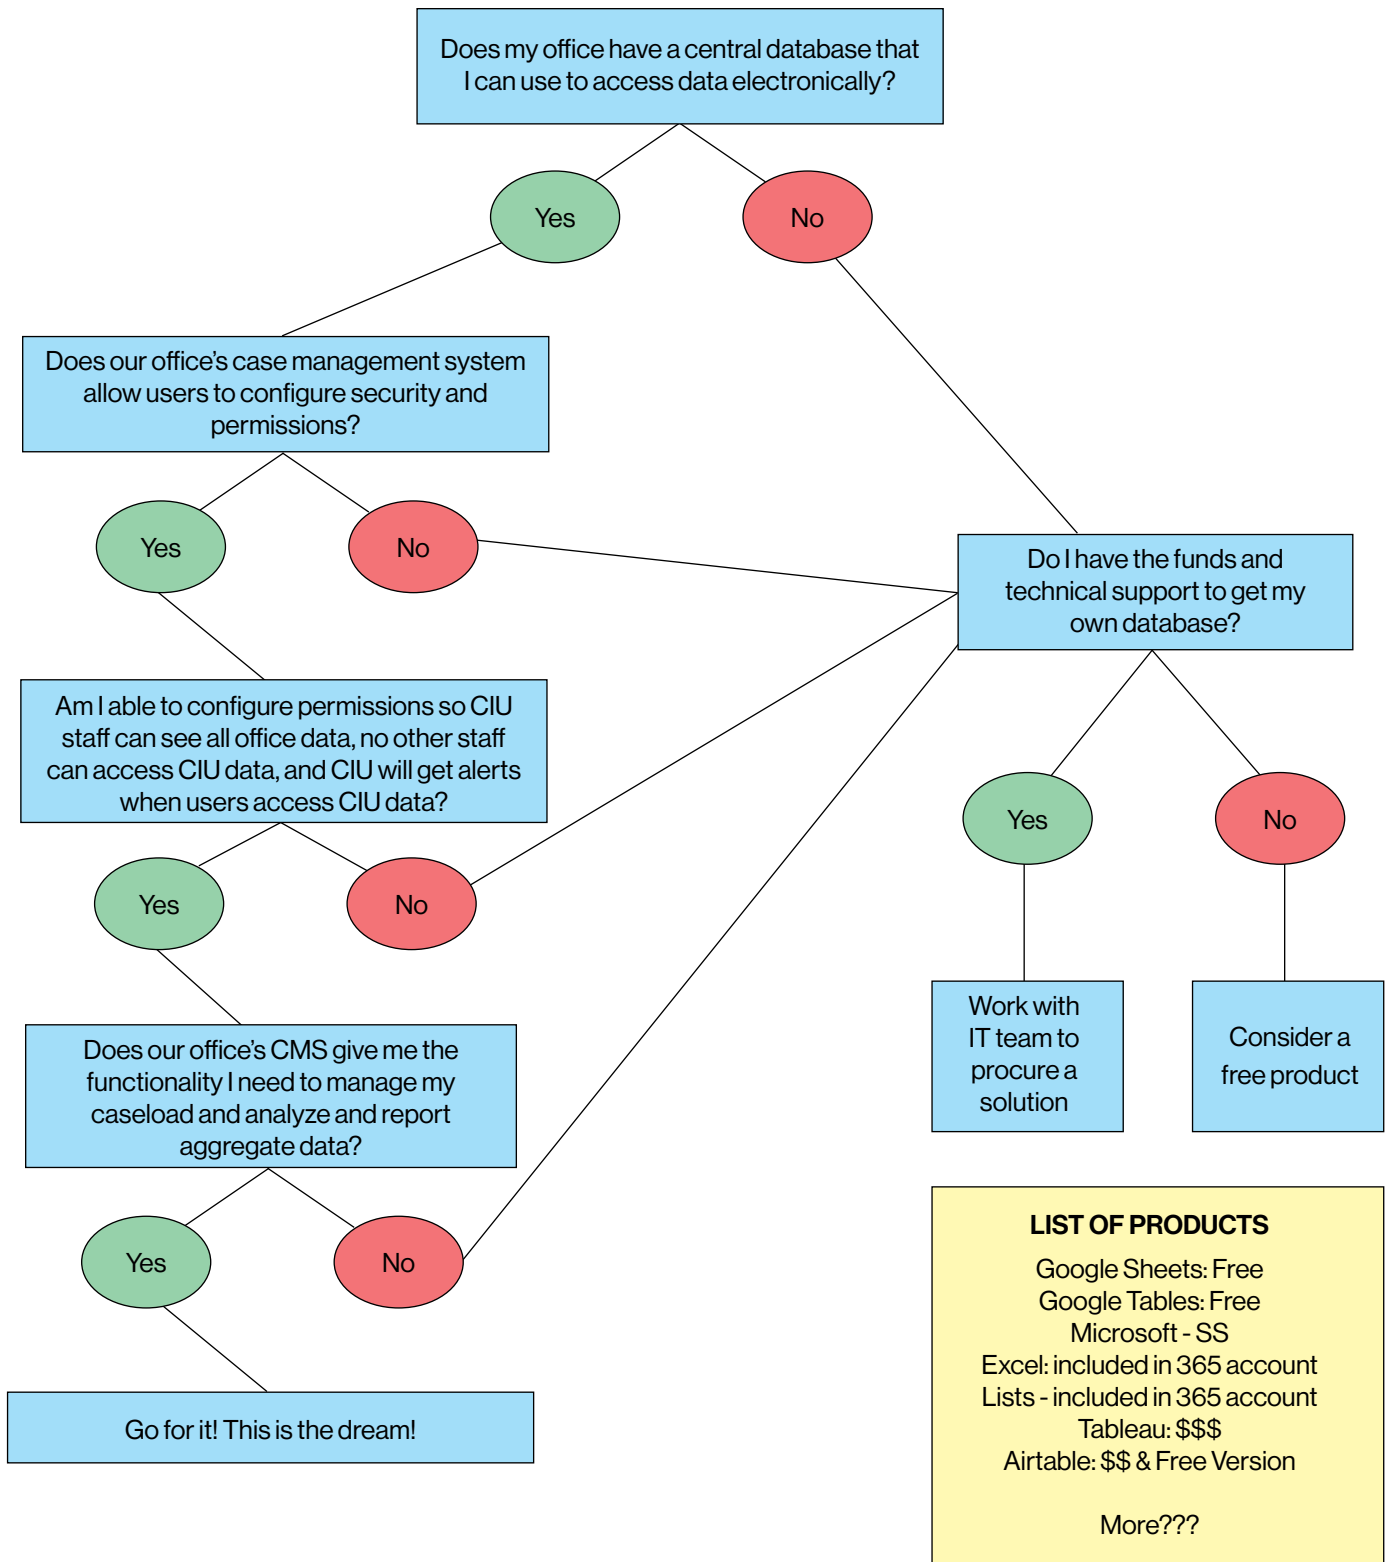 Does my office have a central database that
I can use to access data electronically?
Yes
No
Does our office’s case management system
allow users to configure security and
permissions?
Yes
No
Do I have the funds and
technical support to get my
own database?
Am I able to configure permissions so CIU
staff can see all office data, no other staff
can access CIU data, and CIU will get alerts
when users access CIU data?
Yes
No
Yes
No
Work with
IT team to
procure a
solution
Consider a
free product
Does our office’s CMS give me the
functionality I need to manage my
caseload and analyze and report
aggregate data?
Yes
No
Go for it! This is the dream!
LIST OF PRODUCTS
Google Sheets: Free
Google Tables: Free
Microsoft - SS
Excel: included in 365 account
Lists - included in 365 account
Tableau: $$$
Airtable: $$ & Free Version
More???